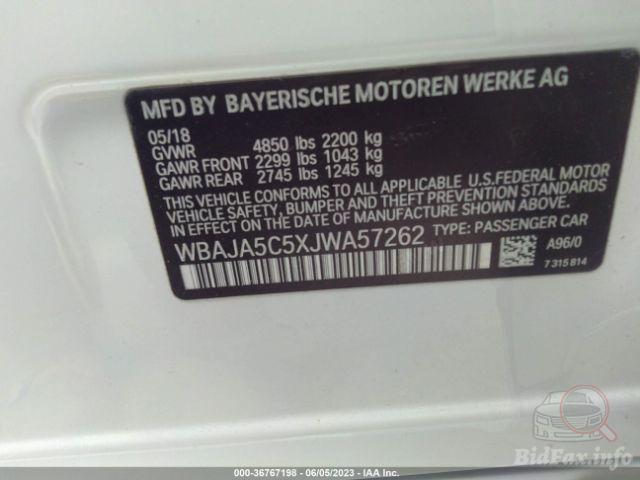 MFD BY BAYERISCHE MOTOREN WERKE AG
05/18
GVWR 4850 lbs 2200 kg
GAWR FRONT 2299 lbs 1043 kg
GAWR REAR 2745 lbs 1245 kg
THIS VEHICLE CONFORMS TO ALL APPLICABLE U.S.FEDERAL MOTOR
VEHICLE SAFETY, BUMPER AND THEFT PREVENTION STANDARDS
IN EFFECT ON THE DATE OF MANUFACTURE SHOWN ABOVE.
WBAJA5C5XJWA57262 TYPE: PASSENGER CAR
A96/0
7 315 814
BidFax.info
000-36767198 - 06/05/2023 - IAA Inc.